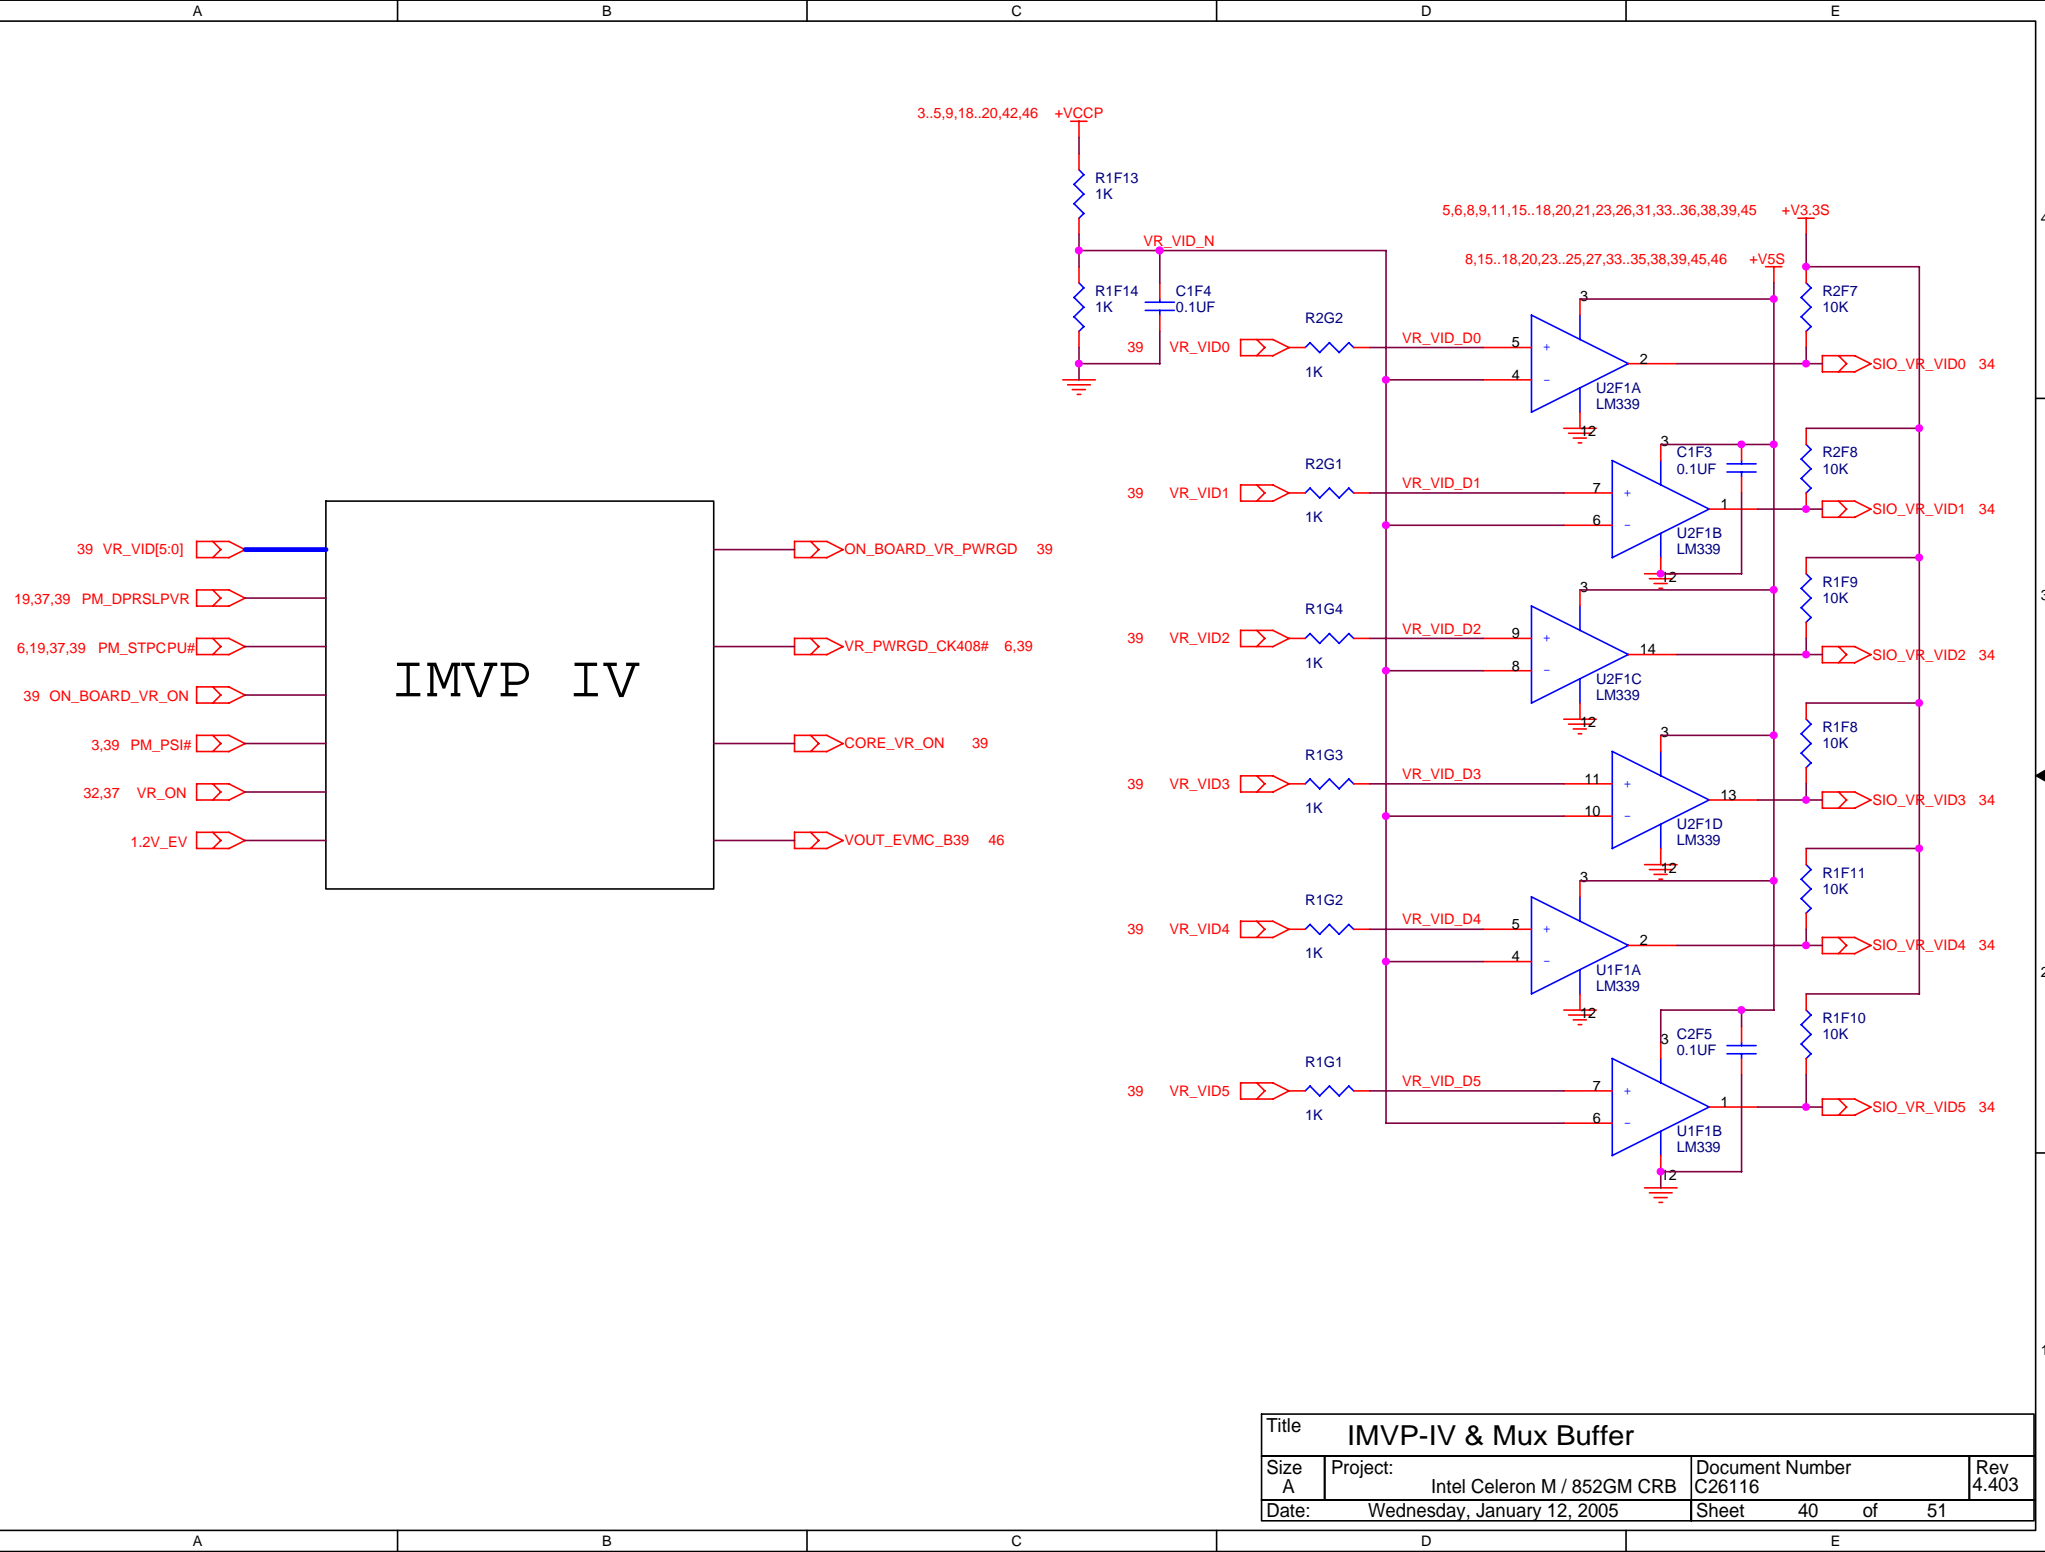 A B C D E
3..5,9,18..20,42,46 +VCCP
R1F13
1K
VR_VID_N
R1F14
1K
C1F4
0.1UF
5,6,8,9,11,15..18,20,21,23,26,31,33..36,38,39,45 +V3.3S
8,15..18,20,23..25,27,33..35,38,39,45,46 +V5S
39 VR_VID0
R2G2
1K
VR_VID_D0
5
4
+
-
3
2
12
U2F1A
LM339
R2F7
10K
SIO_VR_VID0 34
39 VR_VID1
R2G1
1K
VR_VID_D1
7
6
+
-
3
1
12
C1F3
0.1UF
U2F1B
LM339
R2F8
10K
SIO_VR_VID1 34
39 VR_VID2
R1G4
1K
VR_VID_D2
9
8
+
-
3
14
12
U2F1C
LM339
R1F9
10K
SIO_VR_VID2 34
39 VR_VID3
R1G3
1K
VR_VID_D3
11
10
+
-
3
13
12
U2F1D
LM339
R1F8
10K
SIO_VR_VID3 34
39 VR_VID4
R1G2
1K
VR_VID_D4
5
4
+
-
3
2
12
U1F1A
LM339
R1F11
10K
SIO_VR_VID4 34
39 VR_VID5
R1G1
1K
VR_VID_D5
7
6
+
-
3
1
12
C2F5
0.1UF
U1F1B
LM339
R1F10
10K
SIO_VR_VID5 34
39 VR_VID[5:0]
19,37,39 PM_DPRSLPVR
6,19,37,39 PM_STPCPU#
39 ON_BOARD_VR_ON
3,39 PM_PSI#
32,37 VR_ON
1.2V_EV
IMVP IV
ON_BOARD_VR_PWRGD 39
VR_PWRGD_CK408# 6,39
CORE_VR_ON 39
VOUT_EVMC_B39 46
Title IMVP-IV & Mux Buffer
Size A
Project: Intel Celeron M / 852GM CRB
Document Number C26116
Rev 4.403
Date: Wednesday, January 12, 2005
Sheet 40 of 51
A B C D E